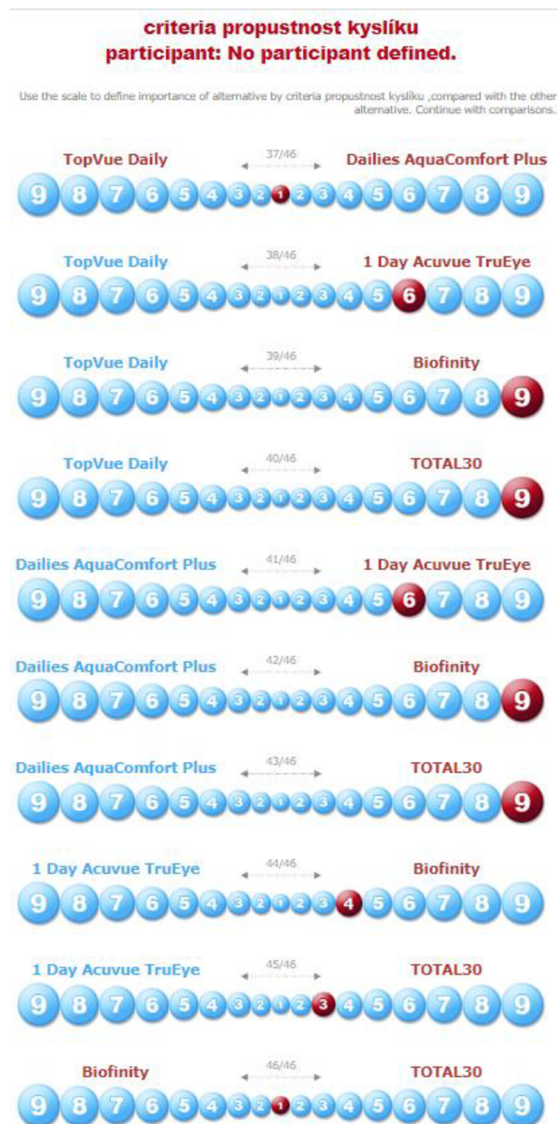 criteria propustnost kyslíku
participant: No participant defined.
Use the scale to define importance of alternative by criteria propustnost kyslíku ,compared with the other
alternative. Continue with comparisons.
TopVue Daily 37/46 Dailies AquaComfort Plus
9 8 7 6 5 4 3 2 1 2 3 4 5 6 7 8 9
TopVue Daily 38/46 1 Day Acuvue TruEye
9 8 7 6 5 4 3 2 1 2 3 4 5 6 7 8 9
TopVue Daily 39/46 Biofinity
9 8 7 6 5 4 3 2 1 2 3 4 5 6 7 8 9
TopVue Daily 40/46 TOTAL30
9 8 7 6 5 4 3 2 1 2 3 4 5 6 7 8 9
Dailies AquaComfort Plus 41/46 1 Day Acuvue TruEye
9 8 7 6 5 4 3 2 1 2 3 4 5 6 7 8 9
Dailies AquaComfort Plus 42/46 Biofinity
9 8 7 6 5 4 3 2 1 2 3 4 5 6 7 8 9
Dailies AquaComfort Plus 43/46 TOTAL30
9 8 7 6 5 4 3 2 1 2 3 4 5 6 7 8 9
1 Day Acuvue TruEye 44/46 Biofinity
9 8 7 6 5 4 3 2 1 2 3 4 5 6 7 8 9
1 Day Acuvue TruEye 45/46 TOTAL30
9 8 7 6 5 4 3 2 1 2 3 4 5 6 7 8 9
Biofinity 46/46 TOTAL30
9 8 7 6 5 4 3 2 1 2 3 4 5 6 7 8 9